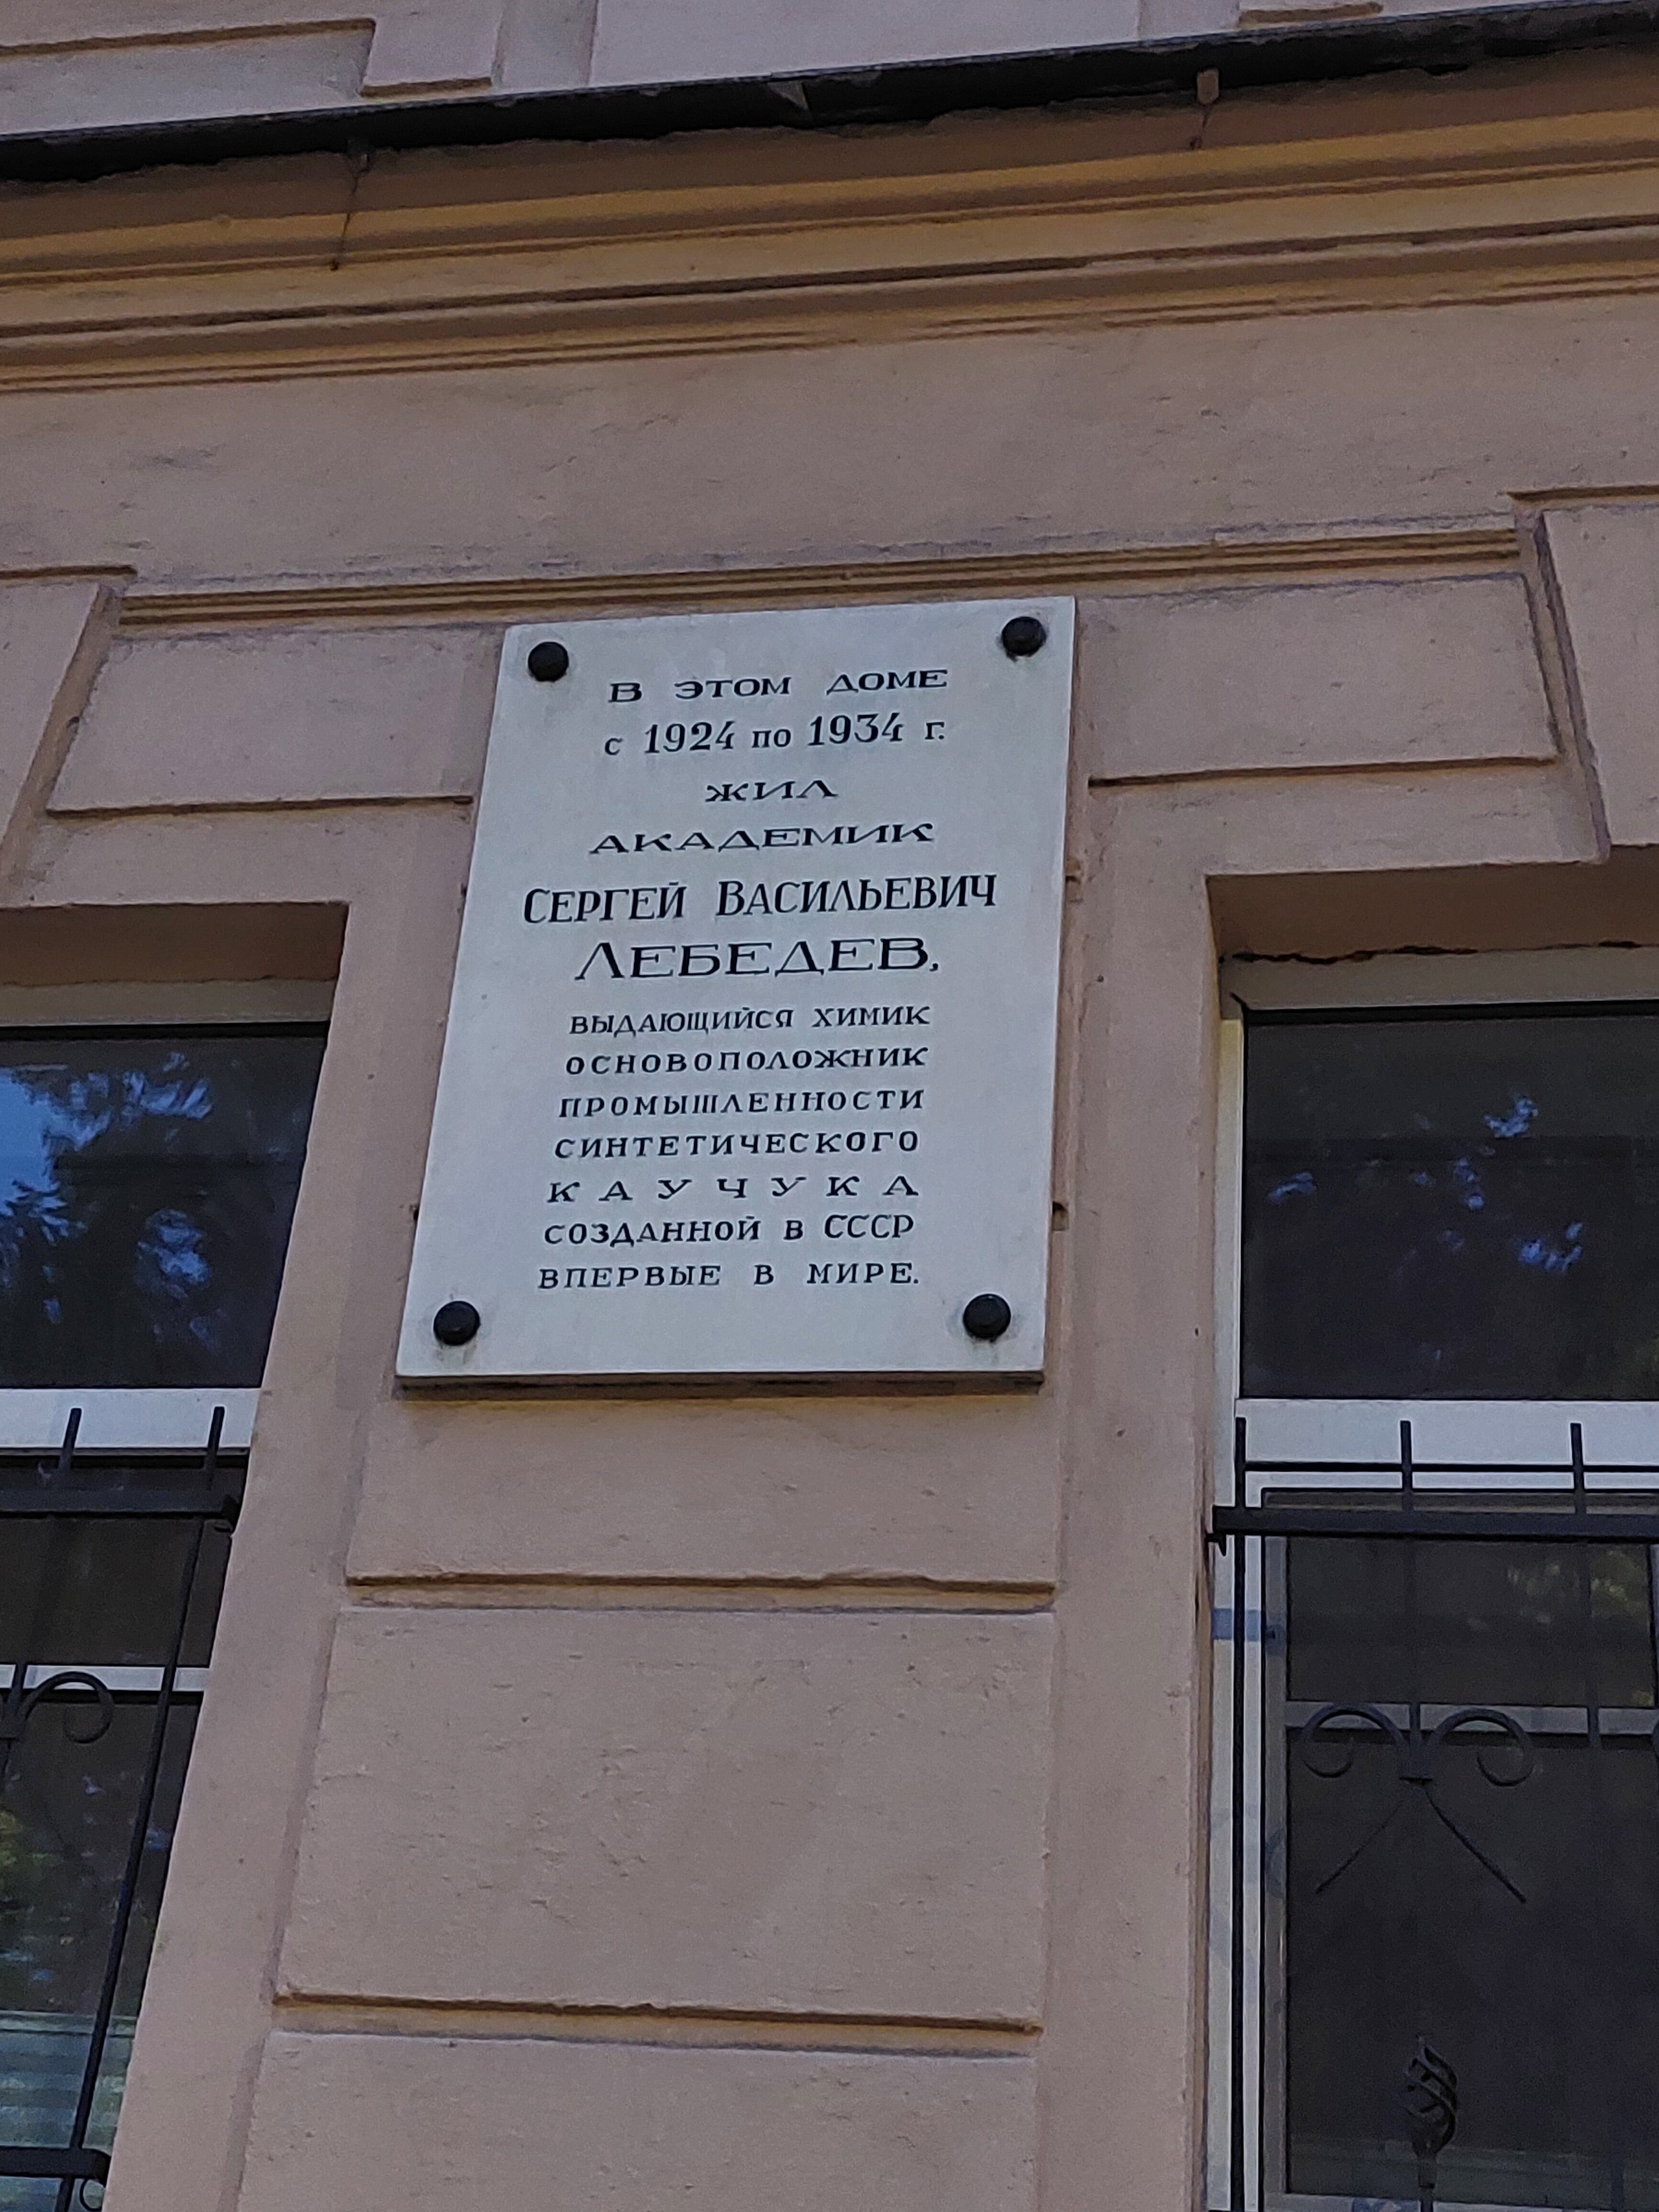 В ЭТОМ ДОМЕ
с 1924 по 1934 г.
ЖИЛ
АКАДЕМИК
СЕРГЕЙ ВАСИЛЬЕВИЧ
ЛЕБЕДЕВ,
ВЫДАЮЩИЙСЯ ХИМИК
ОСНОВОПОЛОЖНИК
ПРОМЫШЛЕННОСТИ
СИНТЕТИЧЕСКОГО
КАУЧУКА
СОЗДАННОЙ В СССР
ВПЕРВЫЕ В МИРЕ.